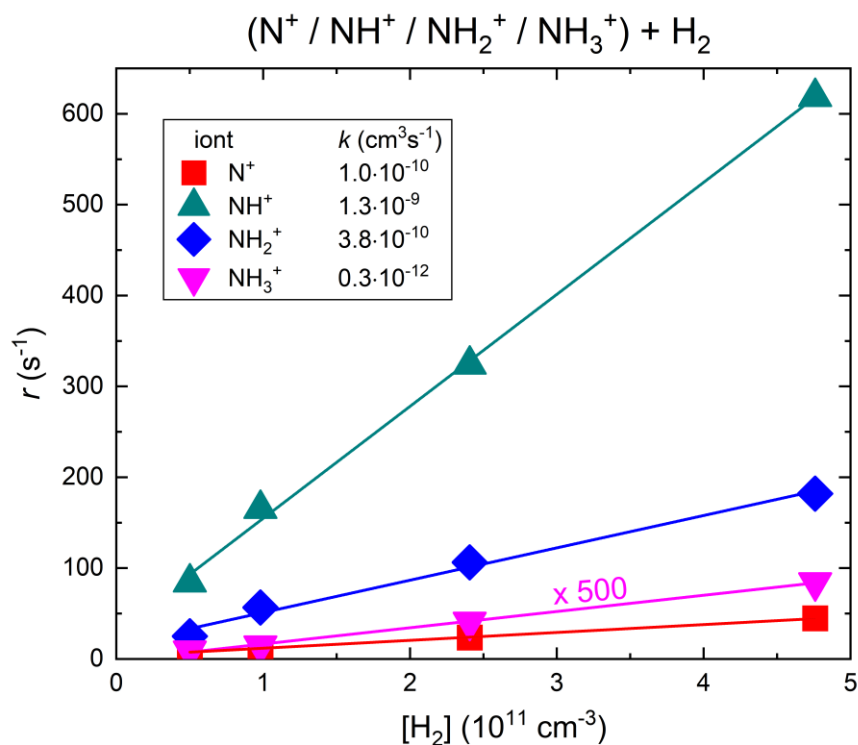 (N⁺ / NH⁺ / NH₂⁺ / NH₃⁺) + H₂
iont k (cm³s⁻¹)
N⁺ 1.0·10⁻¹⁰
NH⁺ 1.3·10⁻⁹
NH₂⁺ 3.8·10⁻¹⁰
NH₃⁺ 0.3·10⁻¹²
600
500
400
300
200
100
0
r (s⁻¹)
x 500
0 1 2 3 4 5
[H₂] (10¹¹ cm⁻³)